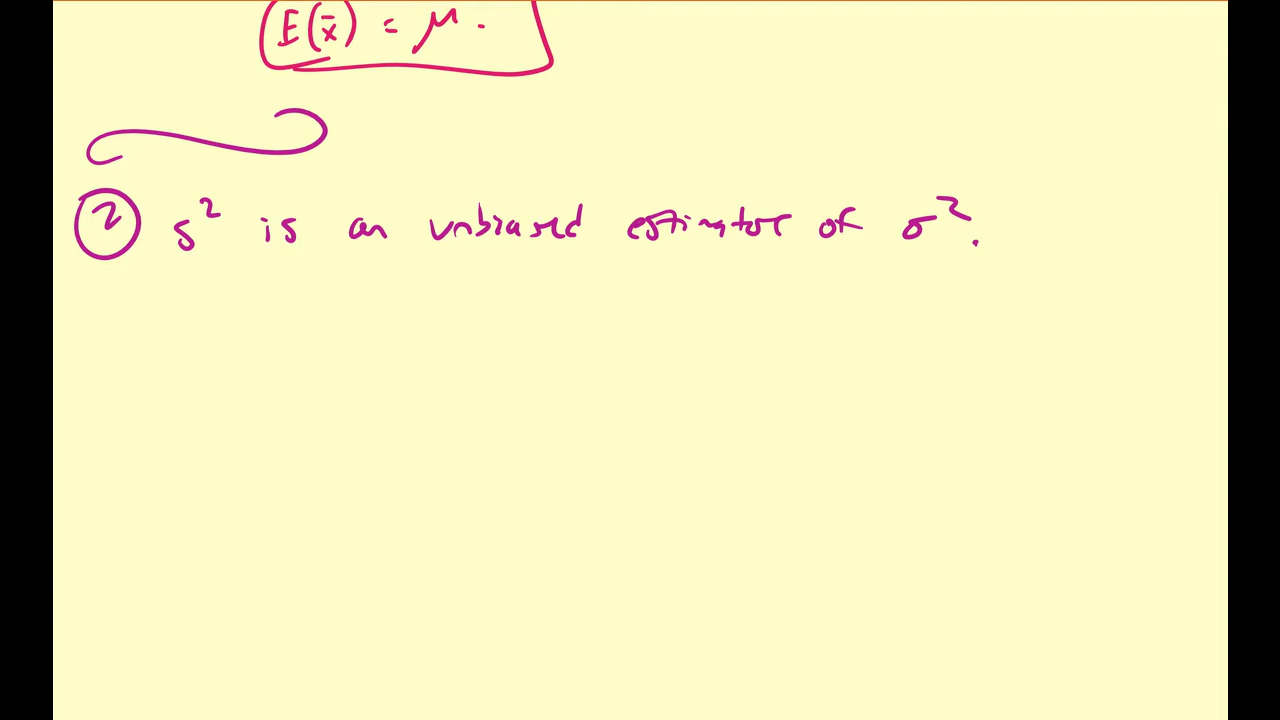 E(x̄) = μ.
② s² is an unbiased estimator of σ².